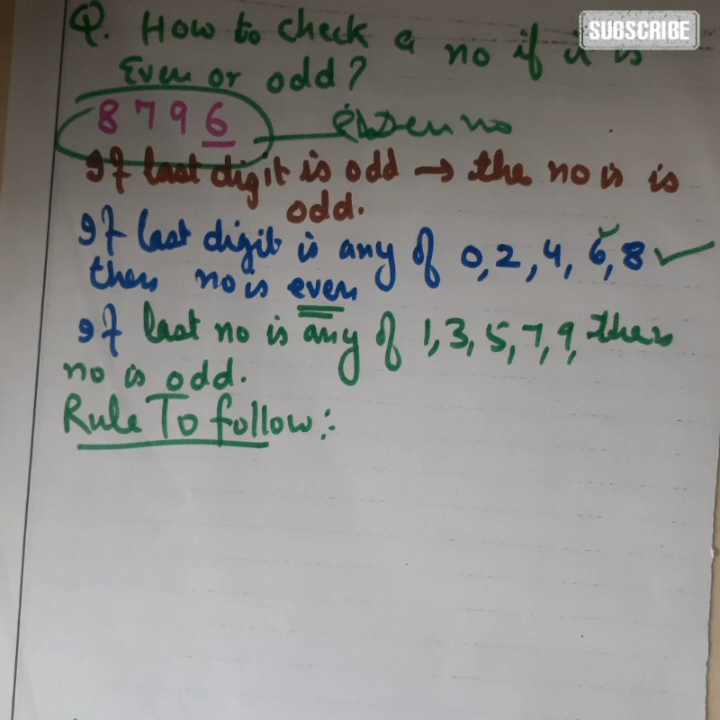 SUBSCRIBE
Q. How to check a no if it is
Even or odd?
8796 Even no
If last digit is odd → the no is is
odd.
If last digit is any of 0,2,4,6,8 ✓
then no is even
If last no is any of 1,3,5,7,9, then
no is odd.
Rule To follow:-